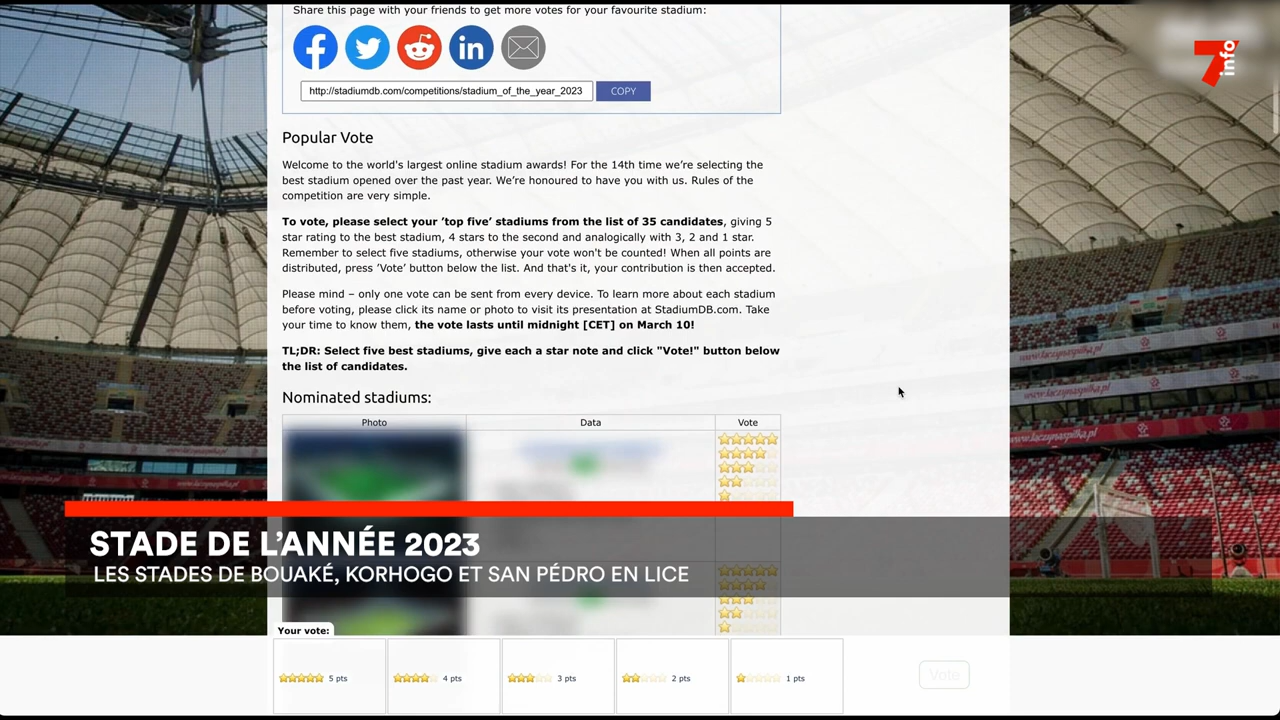 Share this page with your friends to get more votes for your favourite stadium:
7info
http://stadiumdb.com/competitions/stadium_of_the_year_2023 COPY
Popular Vote
Welcome to the world's largest online stadium awards! For the 14th time we're selecting the
best stadium opened over the past year. We're honoured to have you with us. Rules of the
competition are very simple.
To vote, please select your 'top five' stadiums from the list of 35 candidates, giving 5
star rating to the best stadium, 4 stars to the second and analogically with 3, 2 and 1 star.
Remember to select five stadiums, otherwise your vote won't be counted! When all points are
distributed, press 'Vote' button below the list. And that's it, your contribution is then accepted.
Please mind – only one vote can be sent from every device. To learn more about each stadium
before voting, please click its name or photo to visit its presentation at StadiumDB.com. Take
your time to know them, the vote lasts until midnight [CET] on March 10!
TL;DR: Select five best stadiums, give each a star note and click "Vote!" button below
the list of candidates.
Nominated stadiums:
Photo Data Vote
STADE DE L'ANNÉE 2023
LES STADES DE BOUAKÉ, KORHOGO ET SAN PÉDRO EN LICE
Your vote:
5 pts 4 pts 3 pts 2 pts 1 pts Vote